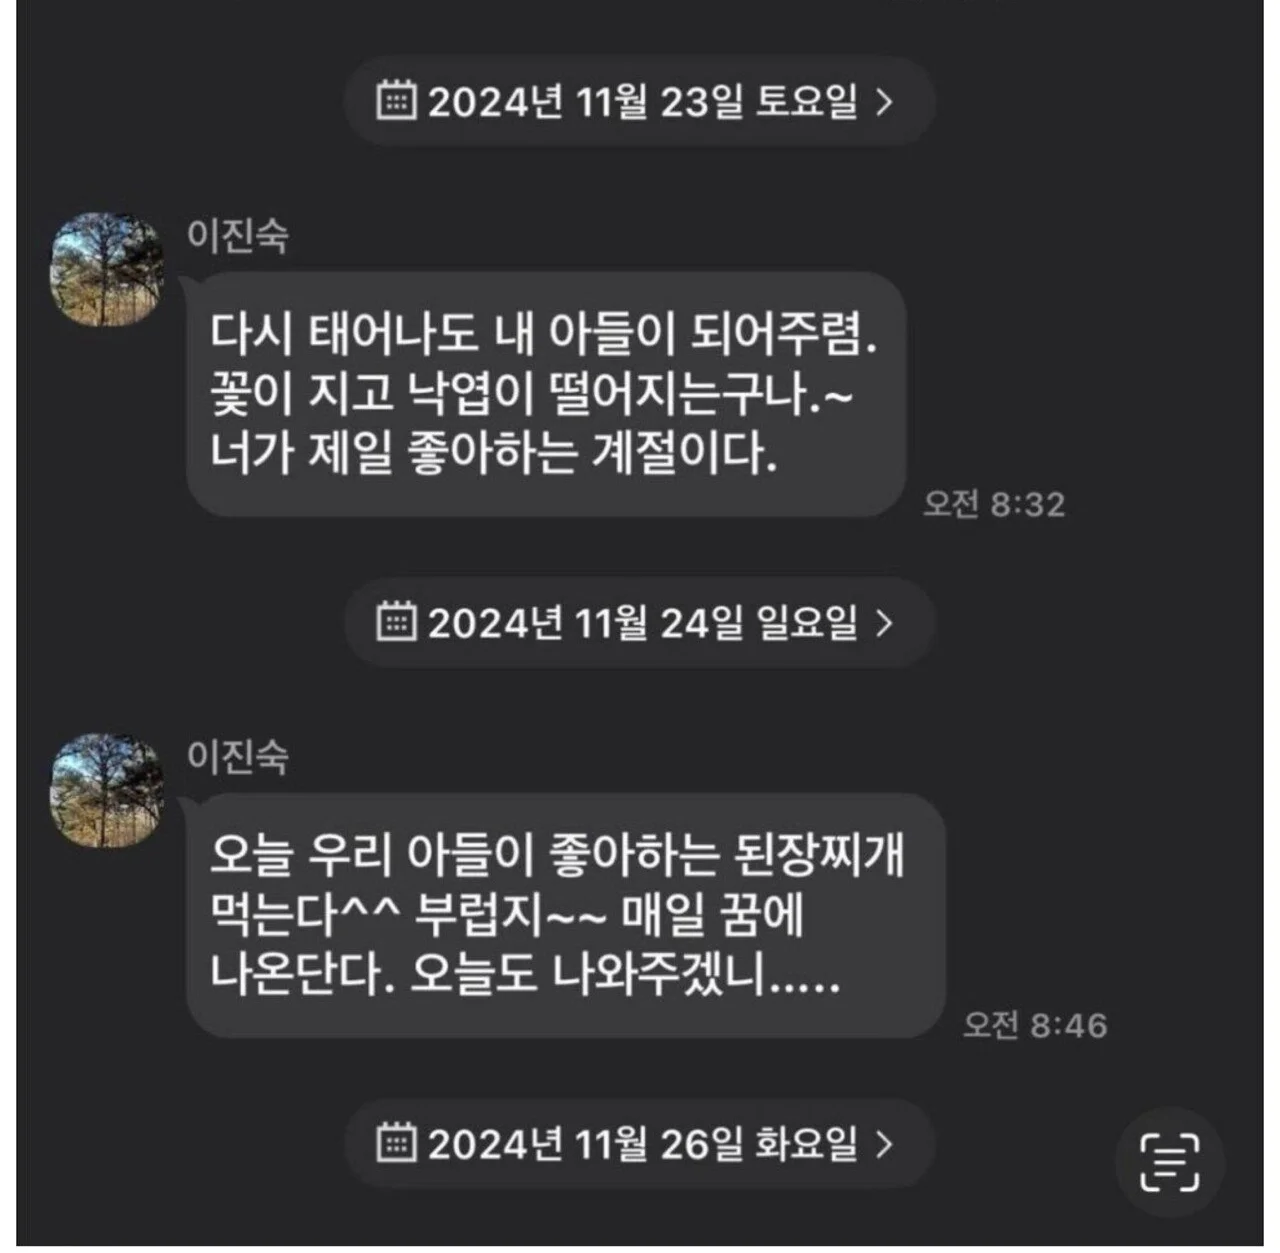 2024년 11월 23일 토요일 >
이진숙
다시 태어나도 내 아들이 되어주렴.
꽃이 지고 낙엽이 떨어지는구나.~
너가 제일 좋아하는 계절이다.
오전 8:32
2024년 11월 24일 일요일 >
이진숙
오늘 우리 아들이 좋아하는 된장찌개
먹는다^^ 부럽지~~ 매일 꿈에
나온단다. 오늘도 나와주겠니.....
오전 8:46
2024년 11월 26일 화요일 >